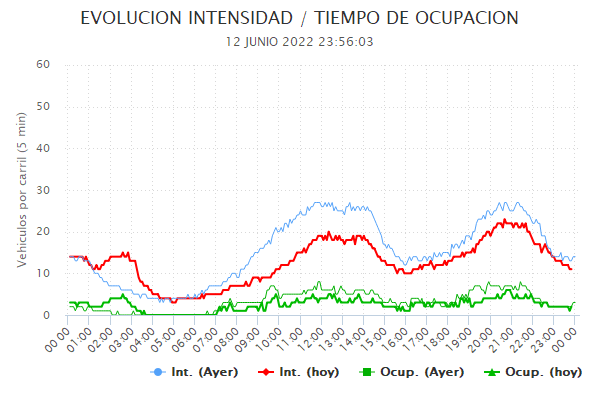 EVOLUCION INTENSIDAD / TIEMPO DE OCUPACION
12 JUNIO 2022 23:56:03
Vehiculos por carril (5 min)
60
50
40
30
20
10
0
00:00 01:00 02:00 03:00 04:00 05:00 06:00 07:00 08:00 09:00 10:00 11:00 12:00 13:00 14:00 15:00 16:00 17:00 18:00 19:00 20:00 21:00 22:00 23:00 00:00
Int. (Ayer) Int. (hoy) Ocup. (Ayer) Ocup. (hoy)